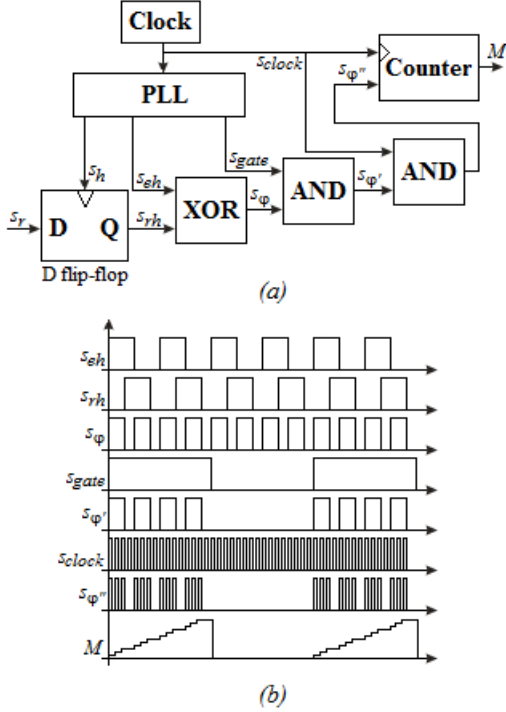 Clock
s_clock
M
s_φ''
Counter
PLL
s_h
s_eh
s_gate
AND
s_r
D Q
s_rh
XOR
s_φ
AND
s_φ'
D flip-flop
(a)
s_eh
s_rh
s_φ
s_gate
s_φ'
s_clock
s_φ''
M
(b)